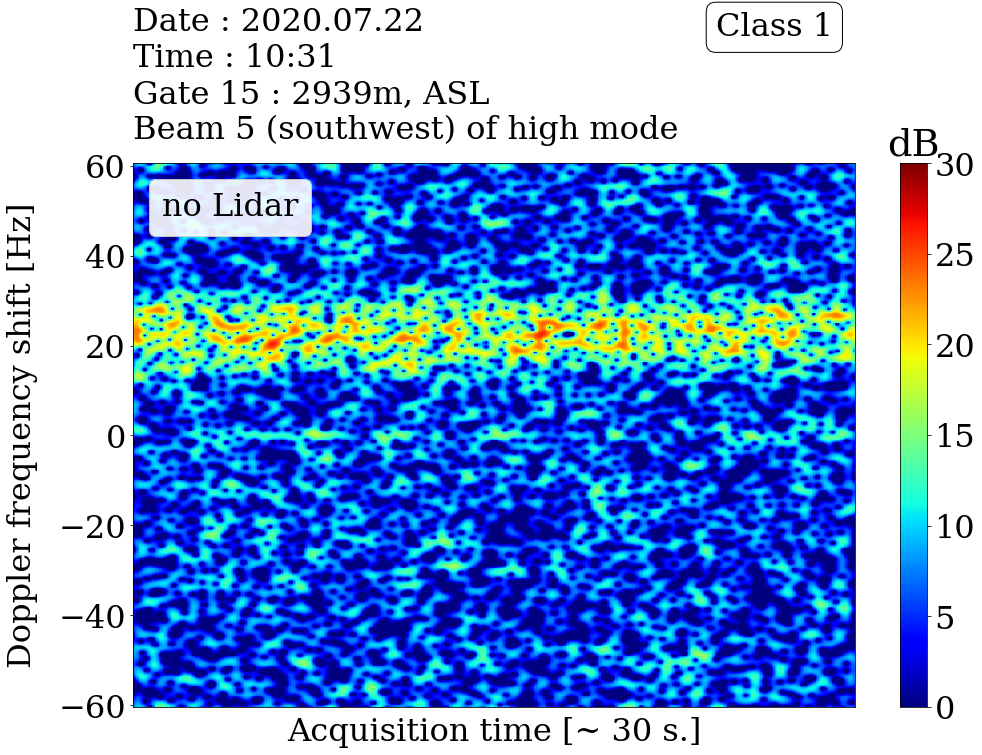 Date : 2020.07.22
Time : 10:31
Gate 15 : 2939m, ASL
Beam 5 (southwest) of high mode
Class 1
dB
no Lidar
Doppler frequency shift [Hz]
60
40
20
0
−20
−40
−60
Acquisition time [~ 30 s.]
30
25
20
15
10
5
0